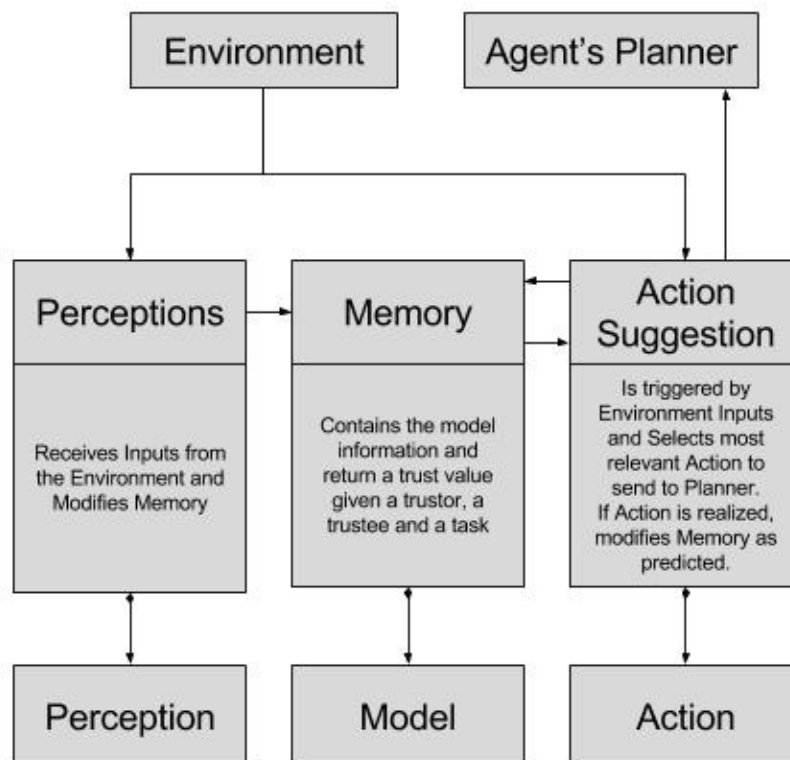 Environment
Agent's Planner
Perceptions
Memory
Action
Suggestion
Receives Inputs from
the Environment and
Modifies Memory
Contains the model
information and
return a trust value
given a trustor, a
trustee and a task
Is triggered by
Environment Inputs
and Selects most
relevant Action to
send to Planner.
If Action is realized,
modifies Memory as
predicted.
Perception
Model
Action